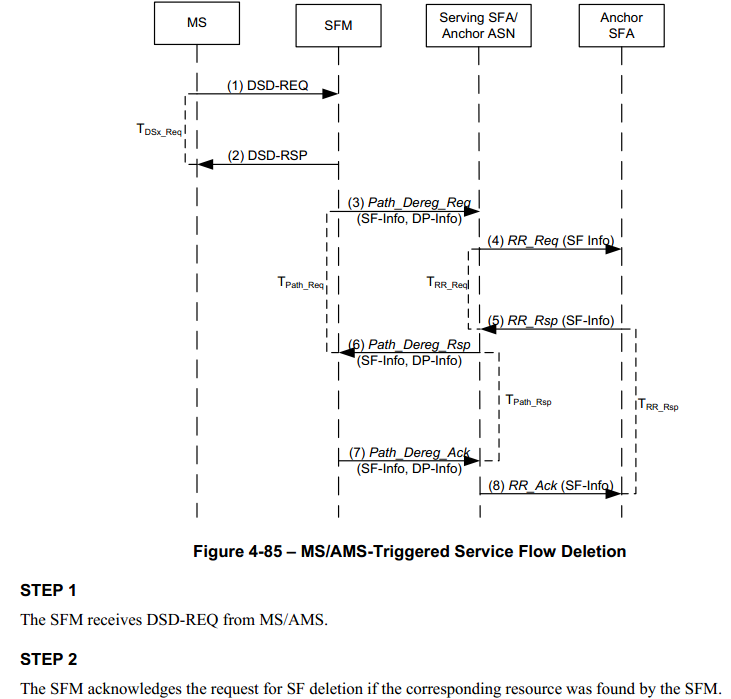 MS
SFM
Serving SFA/
Anchor ASN
Anchor
SFA
(1) DSD-REQ
TDSx_Req
(2) DSD-RSP
(3) Path_Dereg_Req
(SF-Info, DP-Info)
(4) RR_Req (SF Info)
TPath_Req
TRR_Req
(5) RR_Rsp (SF-Info)
(6) Path_Dereg_Rsp
(SF-Info, DP-Info)
TPath_Rsp
TRR_Rsp
(7) Path_Dereg_Ack
(SF-Info, DP-Info)
(8) RR_Ack (SF-Info)
Figure 4-85 – MS/AMS-Triggered Service Flow Deletion
STEP 1
The SFM receives DSD-REQ from MS/AMS.
STEP 2
The SFM acknowledges the request for SF deletion if the corresponding resource was found by the SFM.